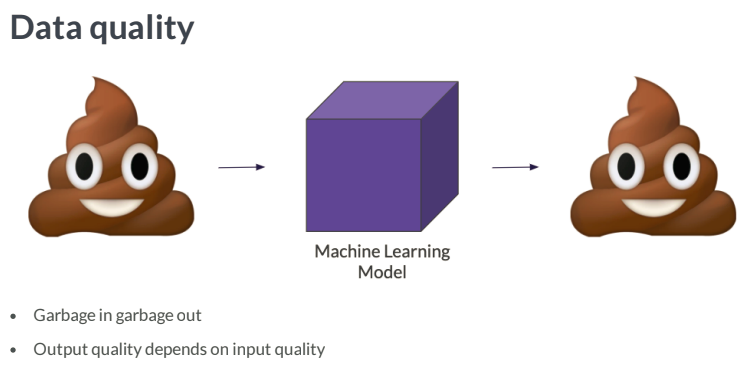 Data quality
Machine Learning
Model
• Garbage in garbage out
• Output quality depends on input quality